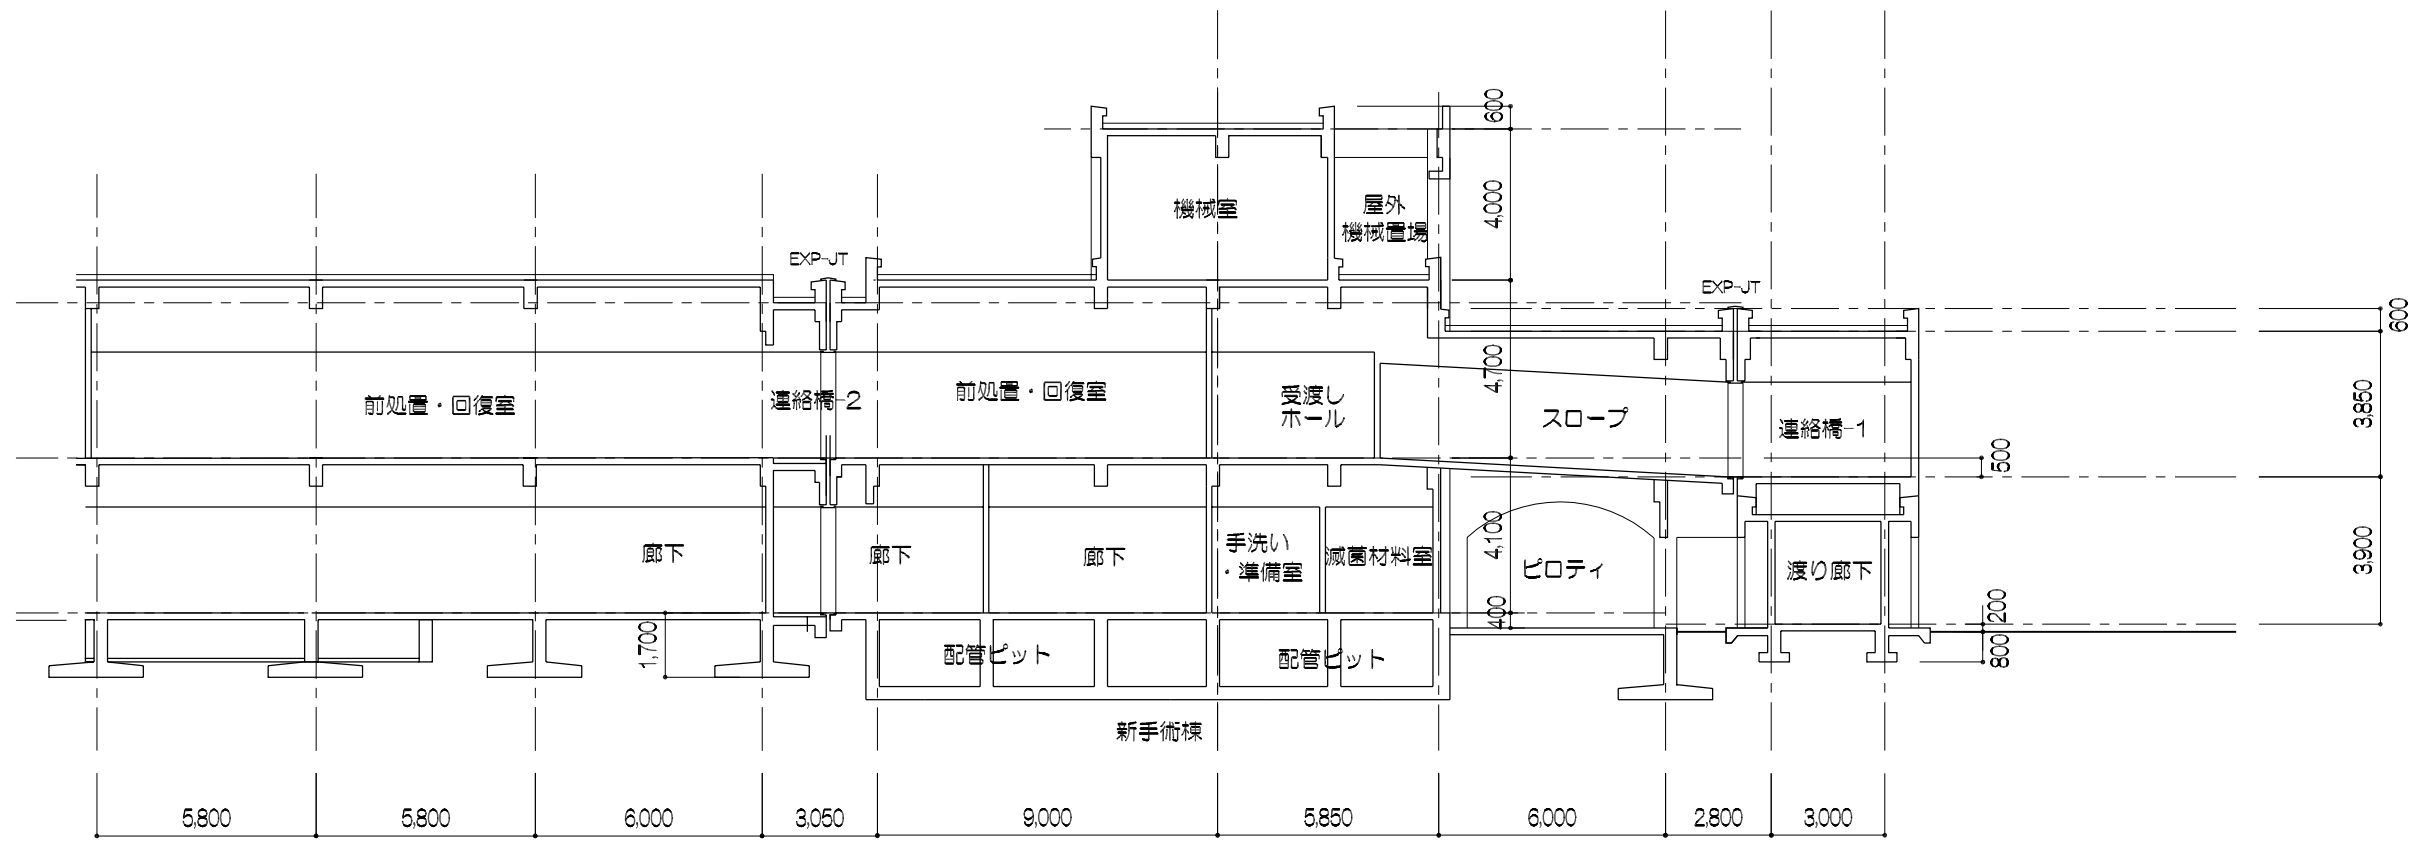 600
4,000
機械室
屋外
機械置場
EXP-JT
EXP-JT
600
4,700
3,850
前処置・回復室
連絡橋-2
前処置・回復室
受渡し
ホール
スロープ
連絡橋-1
500
4,100
3,900
廊下
廊下
廊下
手洗い
・準備室
滅菌材料室
ピロティ
渡り廊下
400
200
1,700
800
配管ピット
配管ピット
新手術棟
5,800
5,800
6,000
3,050
9,000
5,850
6,000
2,800
3,000